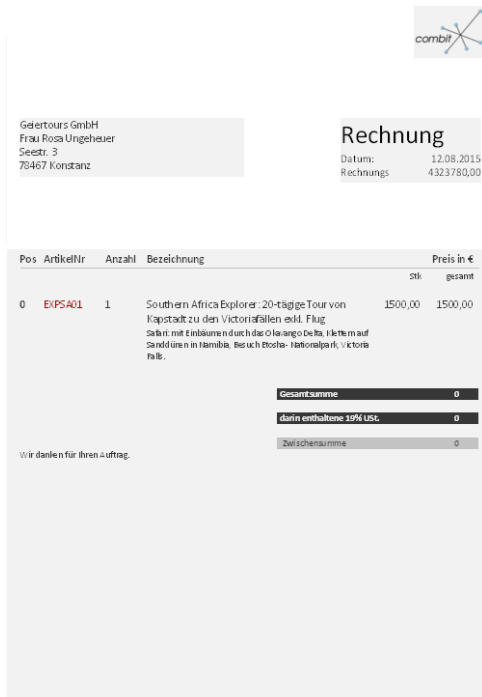 combit
Geiertours GmbH
Frau Rosa Ungeheuer
Seestr. 3
78467 Konstanz
Rechnung
Datum: 12.08.2015
Rechnungs 4323780,00
Pos ArtikelNr Anzahl Bezeichnung Preis in €
Stk gesamt
0 EXPSA01 1 Southern Africa Explorer: 20-tägige Tour von 1500,00 1500,00
Kapstadt zu den Victoriafällen exkl. Flug
Safari: mit Einbäumen durch das Okavango Delta, Klettern auf
Sanddünen in Namibia, Besuch Etosha- Nationalpark, Victoria
Falls.
Gesamtsumme 0
darin enthaltene 19% USt. 0
Zwischensumme 0
Wir danken für Ihren Auftrag.